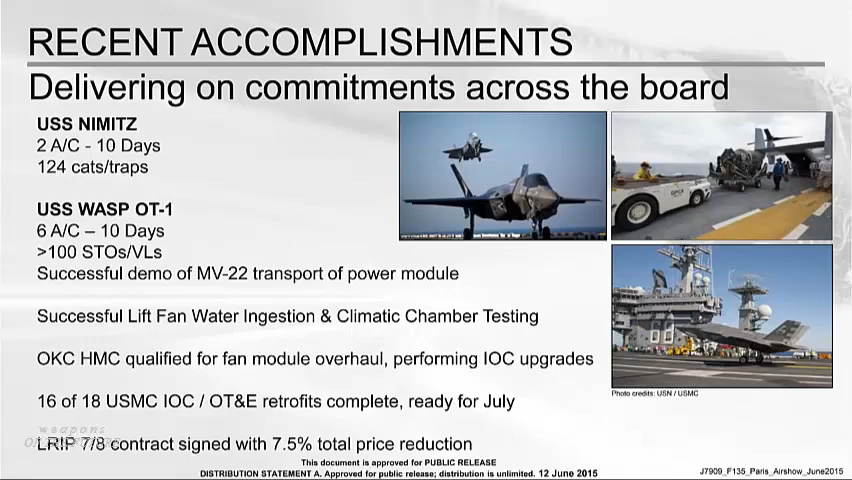 RECENT ACCOMPLISHMENTS
Delivering on commitments across the board
USS NIMITZ
2 A/C - 10 Days
124 cats/traps
USS WASP OT-1
6 A/C – 10 Days
>100 STOs/VLs
Successful demo of MV-22 transport of power module
Successful Lift Fan Water Ingestion & Climatic Chamber Testing
OKC HMC qualified for fan module overhaul, performing IOC upgrades
16 of 18 USMC IOC / OT&E retrofits complete, ready for July
LRIP 7/8 contract signed with 7.5% total price reduction
68
Photo credits: USN / USMC
weapons
This document is approved for PUBLIC RELEASE
DISTRIBUTION STATEMENT A. Approved for public release; distribution is unlimited. 12 June 2015
J7909_F135_Paris_Airshow_June2015